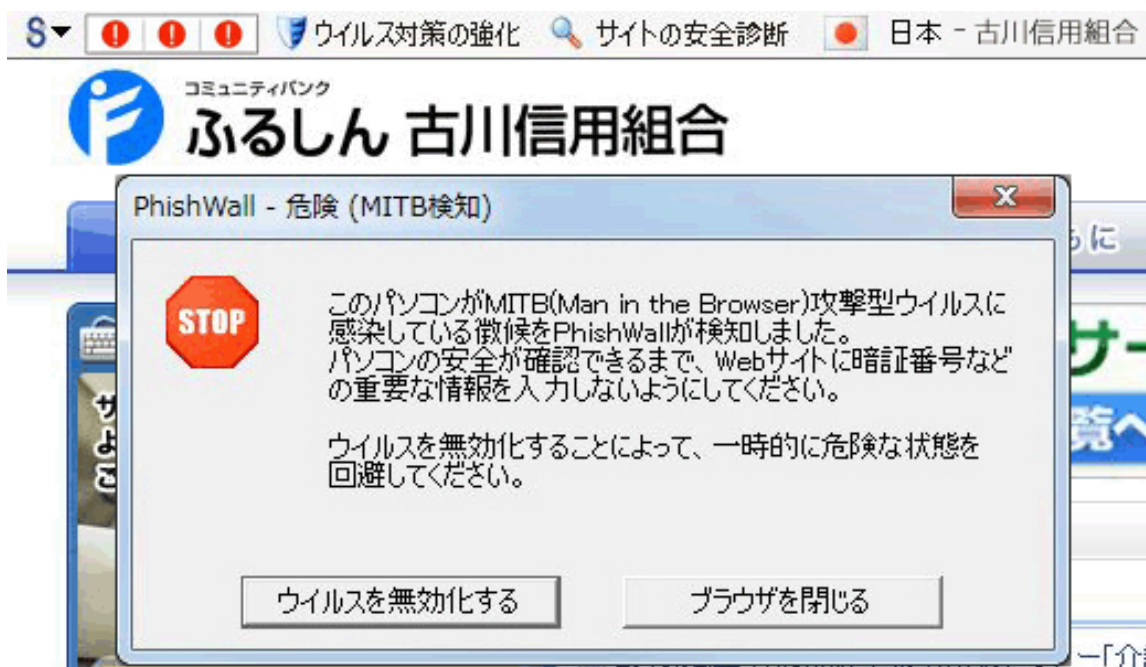 S ウイルス対策の強化 サイトの安全診断 日本 - 古川信用組合
コミュニティバンク
ふるしん 古川信用組合
PhishWall - 危険 (MITB検知)
STOP
このパソコンがMITB(Man in the Browser)攻撃型ウイルスに
感染している徴候をPhishWallが検知しました。
パソコンの安全が確認できるまで、Webサイトに暗証番号など
の重要な情報を入力しないようにしてください。
ウイルスを無効化することによって、一時的に危険な状態を
回避してください。
ウイルスを無効化する ブラウザを閉じる